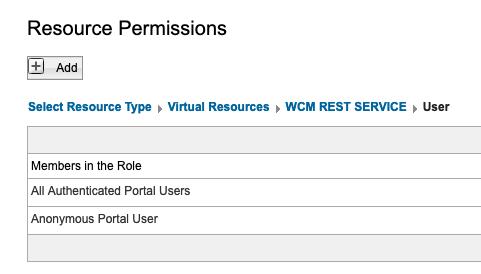 Resource Permissions
Add
Select Resource Type Virtual Resources WCM REST SERVICE User
Members in the Role
All Authenticated Portal Users
Anonymous Portal User